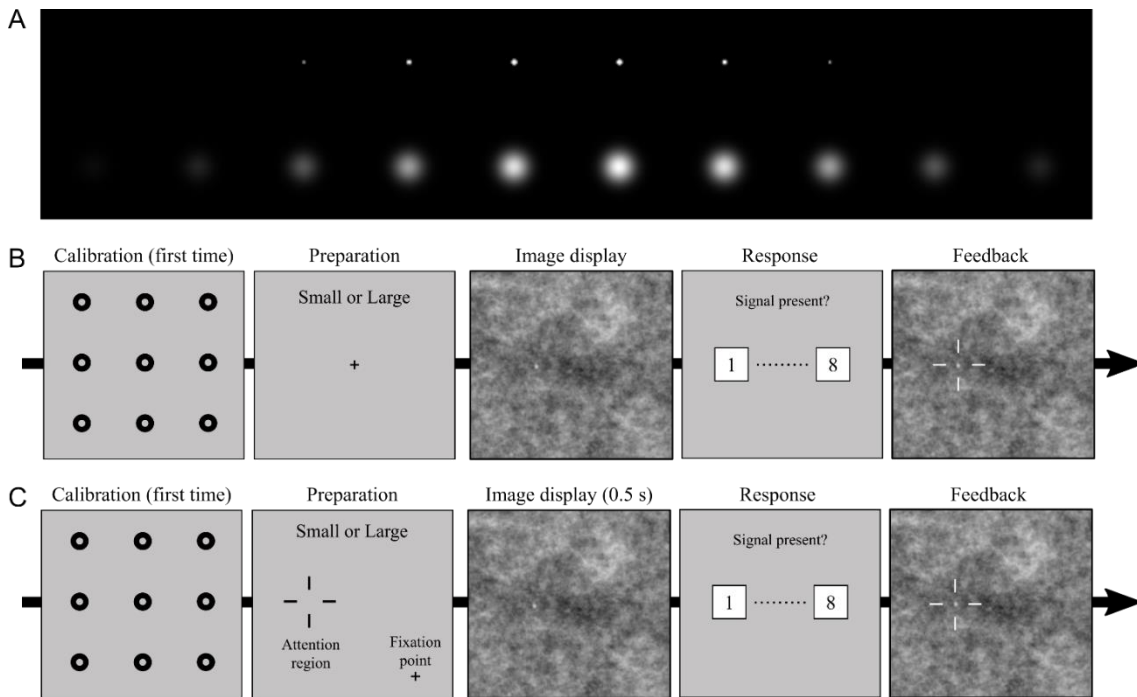 A
B
Calibration (first time)
Preparation
Image display
Response
Feedback
Small or Large
+
Signal present?
1 ········· 8
C
Calibration (first time)
Preparation
Image display (0.5 s)
Response
Feedback
Small or Large
Attention
region
Fixation
point
+
Signal present?
1 ········· 8